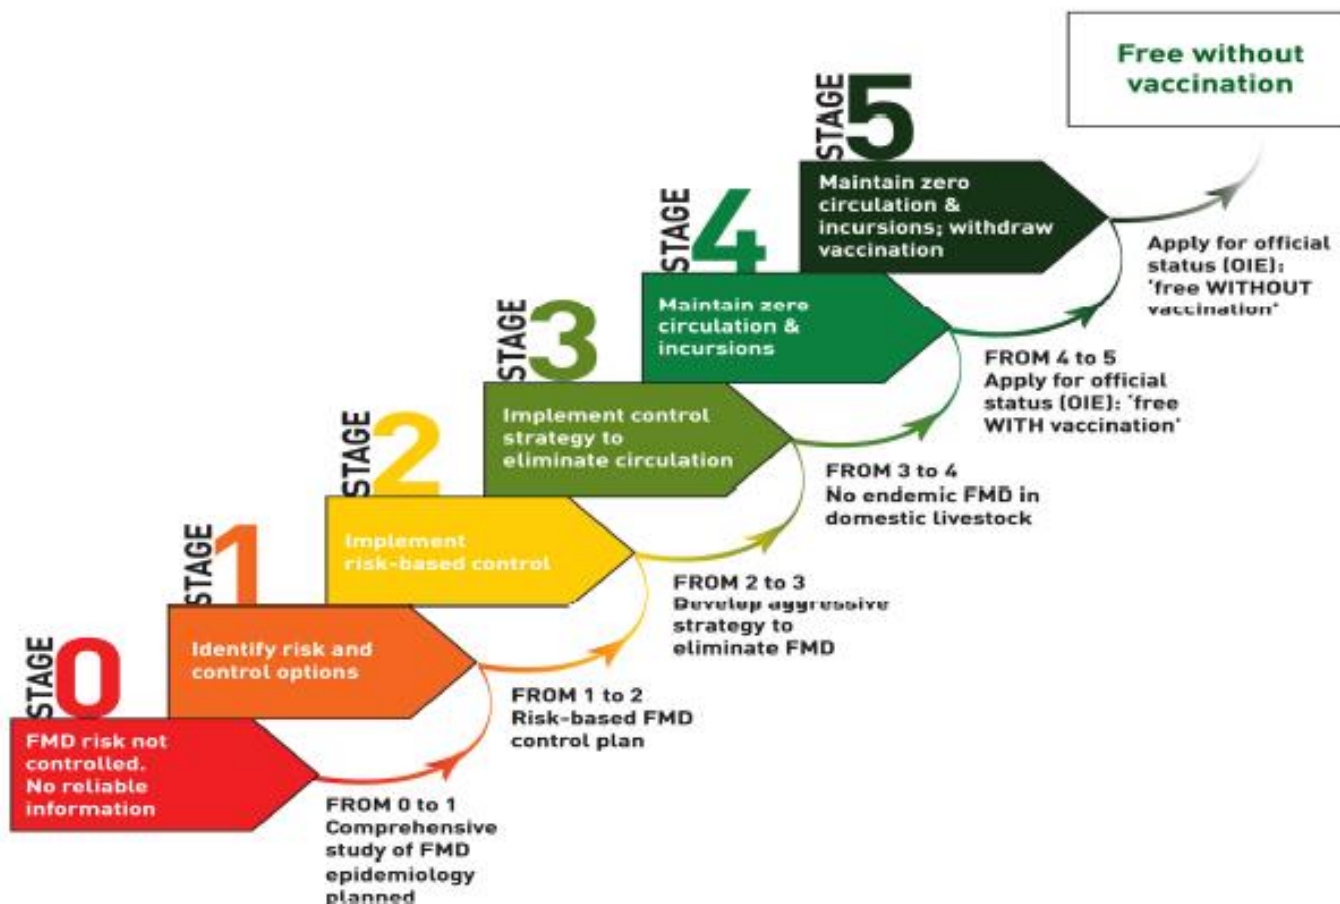 Free without
vaccination
STAGE 5
Maintain zero
circulation &
incursions; withdraw
vaccination
Apply for official
status (OIE):
'free WITHOUT
vaccination'
STAGE 4
Maintain zero
circulation &
incursions
FROM 4 to 5
Apply for official
status (OIE): 'free
WITH vaccination'
STAGE 3
Implement control
strategy to
eliminate circulation
FROM 3 to 4
No endemic FMD in
domestic livestock
STAGE 2
Implement
risk-based control
FROM 2 to 3
Develop aggressive
strategy to
eliminate FMD
STAGE 1
Identify risk and
control options
FROM 1 to 2
Risk-based FMD
control plan
STAGE 0
FMD risk not
controlled.
No reliable
information
FROM 0 to 1
Comprehensive
study of FMD
epidemiology
planned